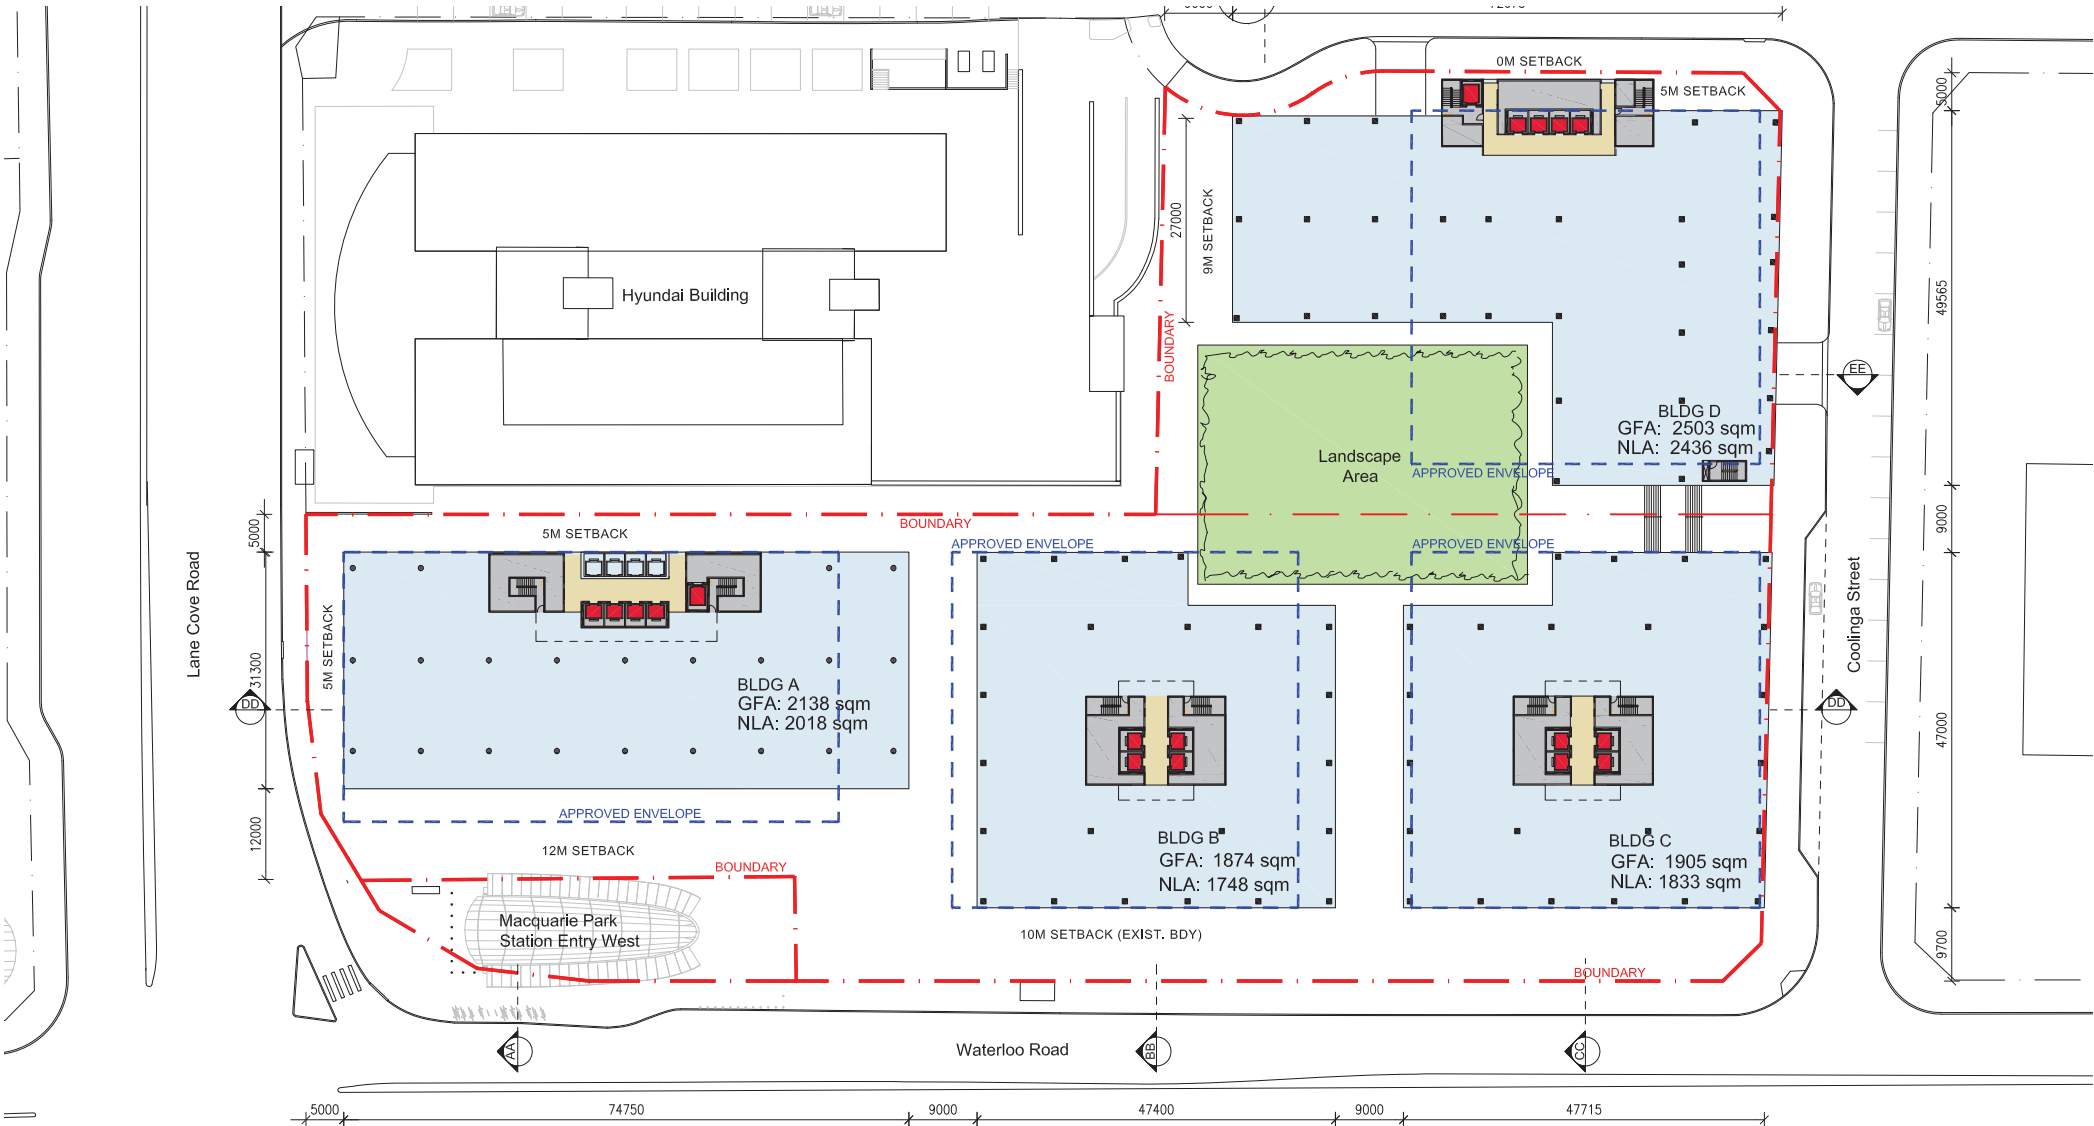 0M SETBACK
5M SETBACK
5000
27000
9M SETBACK
Hyundai Building
BOUNDARY
49565
EE
BLDG D
GFA: 2503 sqm
NLA: 2436 sqm
Landscape
Area
APPROVED ENVELOPE
9000
5000
5M SETBACK
BOUNDARY
APPROVED ENVELOPE
APPROVED ENVELOPE
Lane Cove Road
Coolinga Street
5M SETBACK
31300
DD
BLDG A
GFA: 2138 sqm
NLA: 2018 sqm
DD
47000
APPROVED ENVELOPE
12000
12M SETBACK
BOUNDARY
BLDG B
GFA: 1874 sqm
NLA: 1748 sqm
BLDG C
GFA: 1905 sqm
NLA: 1833 sqm
Macquarie Park
Station Entry West
10M SETBACK (EXIST. BDY)
9700
BOUNDARY
AA
Waterloo Road
BB
CC
5000
74750
9000
47400
9000
47715